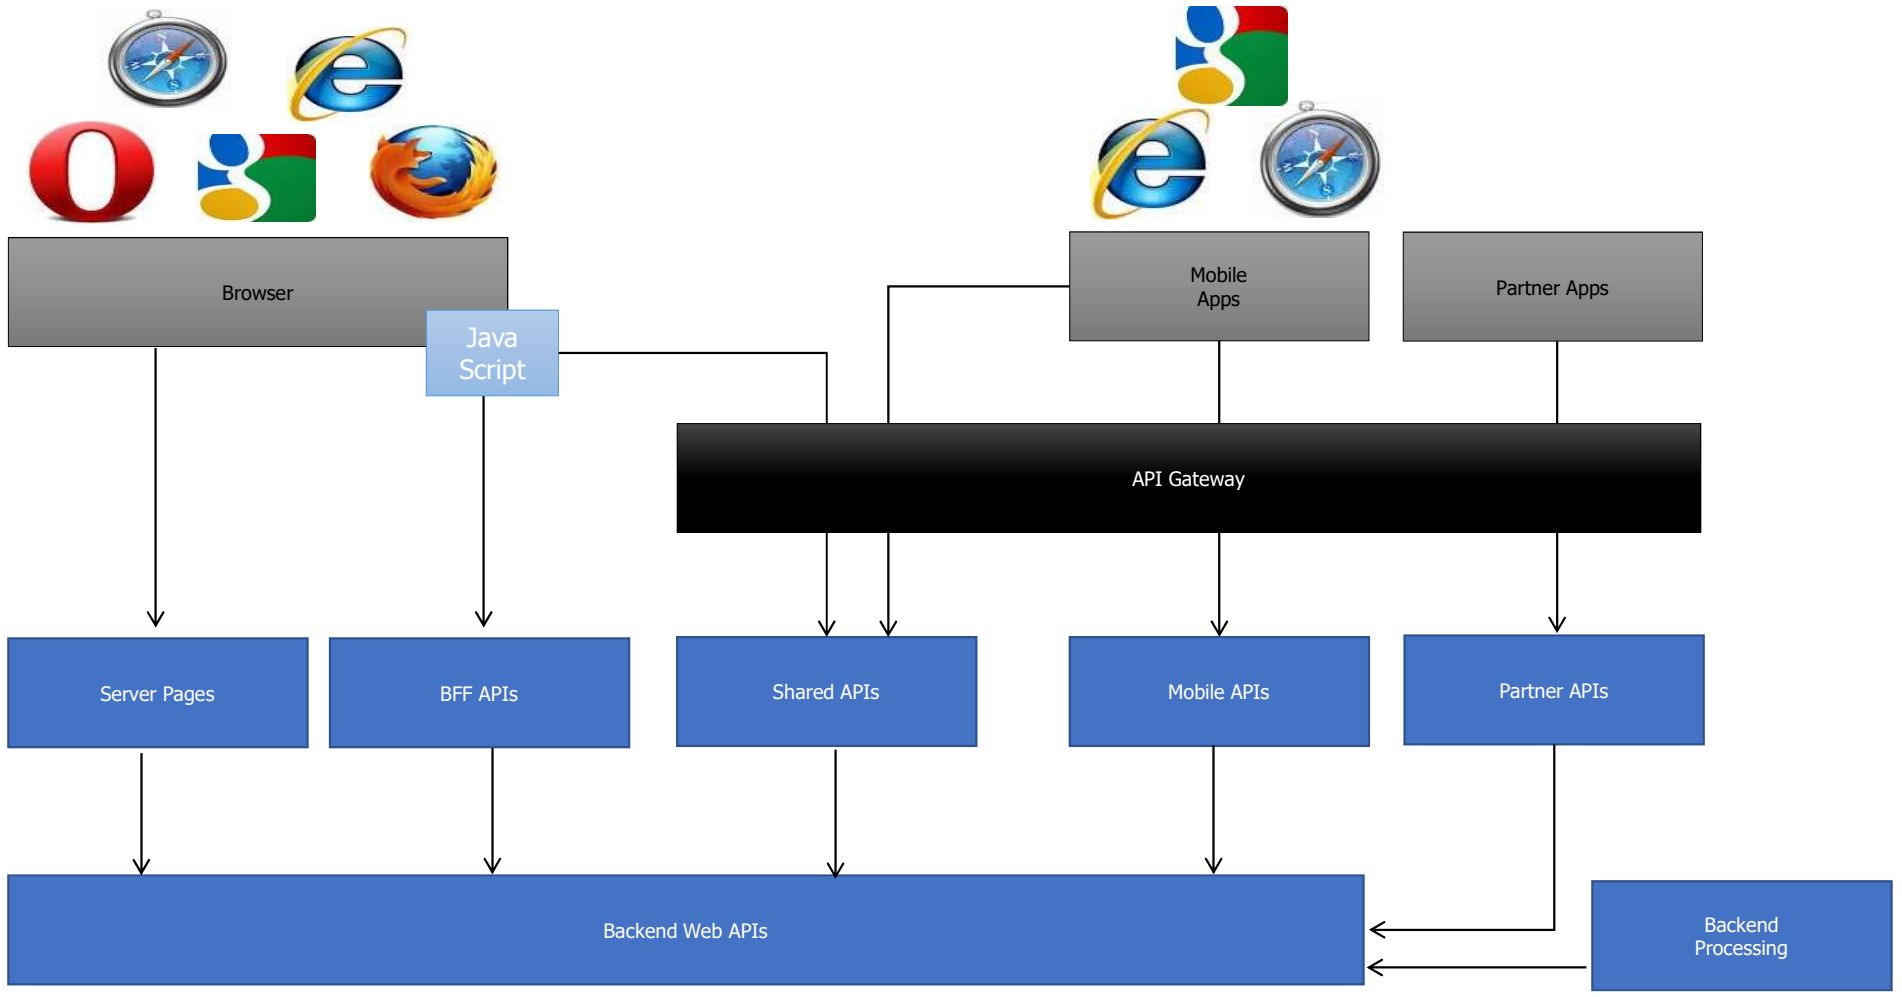 Browser
Java
Script
Mobile
Apps
Partner Apps
API Gateway
Server Pages
BFF APIs
Shared APIs
Mobile APIs
Partner APIs
Backend Web APIs
Backend
Processing